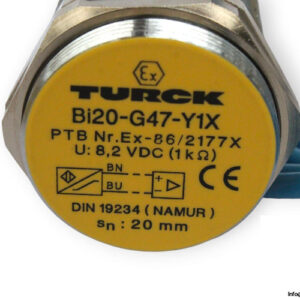 Ex
TURCK
Bi20-G47-Y1X
PTB Nr.Ex-86/2177X
U: 8,2 VDC (1kΩ)
BN
BU
+
-
DIN 19234 (NAMUR)
sn : 20 mm